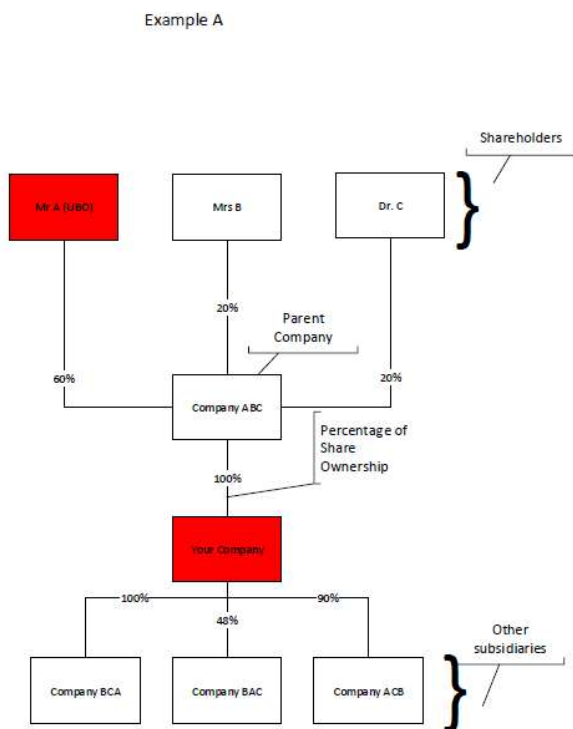 Example A
Shareholders
Mr A (UBO)
Mrs B
Dr. C
20%
Parent
Company
60%
20%
Company ABC
Percentage of
Share
Ownership
100%
Your Company
100%
90%
48%
Other
subsidiaries
Company BCA
Company BAC
Company ACB